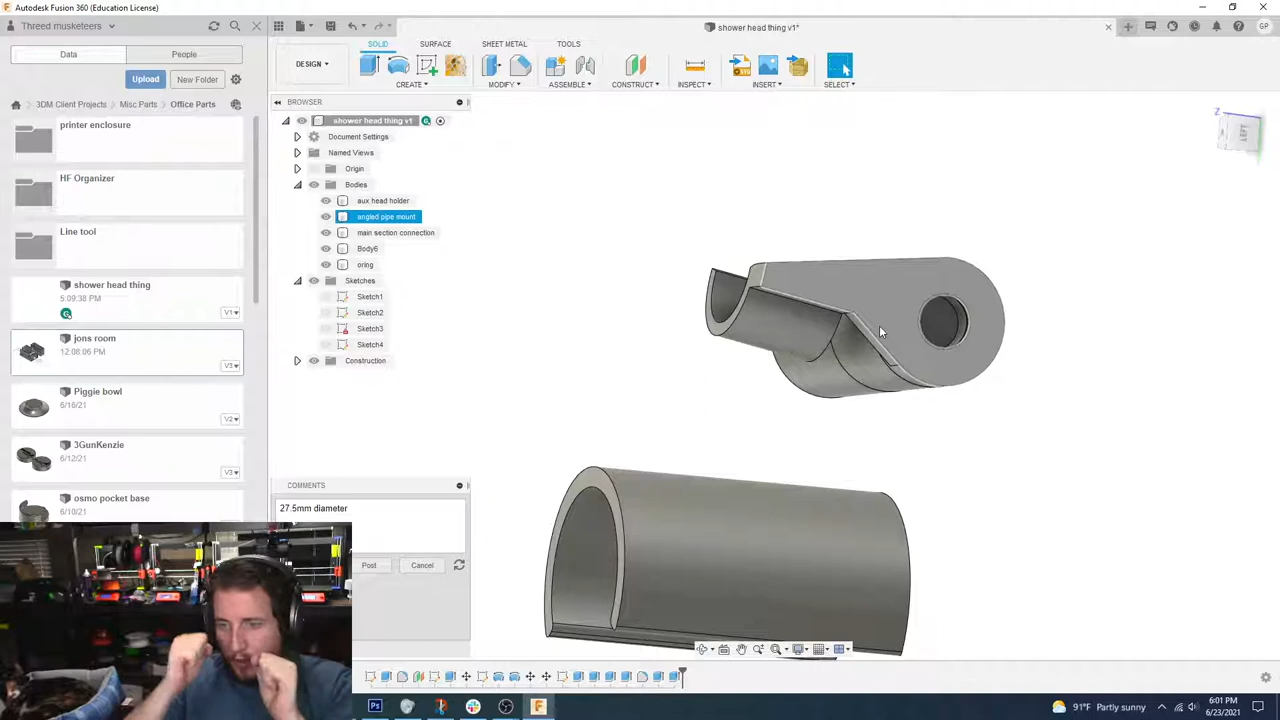 Autodesk Fusion 360 (Education License)
Threed musketeers
shower head thing v1*
GP
Data
People
Upload
New Folder
3DM Client Projects
Misc Parts
Office Parts
printer enclosure
HF Organizer
Line tool
shower head thing
5:09:38 PM
V1
jons room
12:08:06 PM
V3
Piggie bowl
6/16/21
V2
3GunKenzie
6/12/21
V3
osmo pocket base
6/10/21
DESIGN
SOLID
SURFACE
SHEET METAL
TOOLS
CREATE
MODIFY
ASSEMBLE
CONSTRUCT
INSPECT
INSERT
SELECT
BROWSER
shower head thing v1
Document Settings
Named Views
Origin
Bodies
aux head holder
angled pipe mount
main section connection
Body6
oring
Sketches
Sketch1
Sketch2
Sketch3
Sketch4
Construction
COMMENTS
27.5mm diameter
Post
Cancel
Z
LEFT
91°F Partly sunny
6:01 PM
6/23/2021